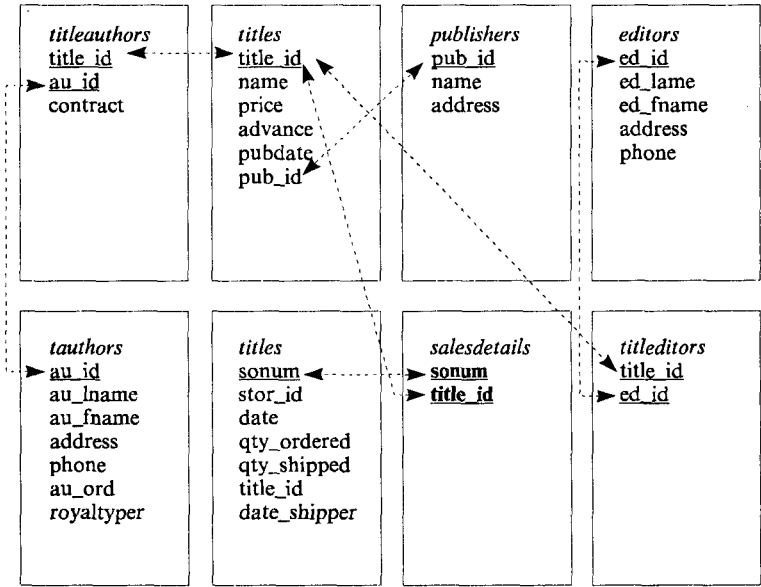 titleauthors
title_id
au_id
contract
titles
title_id
name
price
advance
pubdate
pub_id
publishers
pub_id
name
address
editors
ed_id
ed_lame
ed_fname
address
phone
tauthors
au_id
au_lname
au_fname
address
phone
au_ord
royaltyper
titles
sonum
stor_id
date
qty_ordered
qty_shipped
title_id
date_shipper
salesdetails
sonum
title_id
titleditors
title_id
ed_id